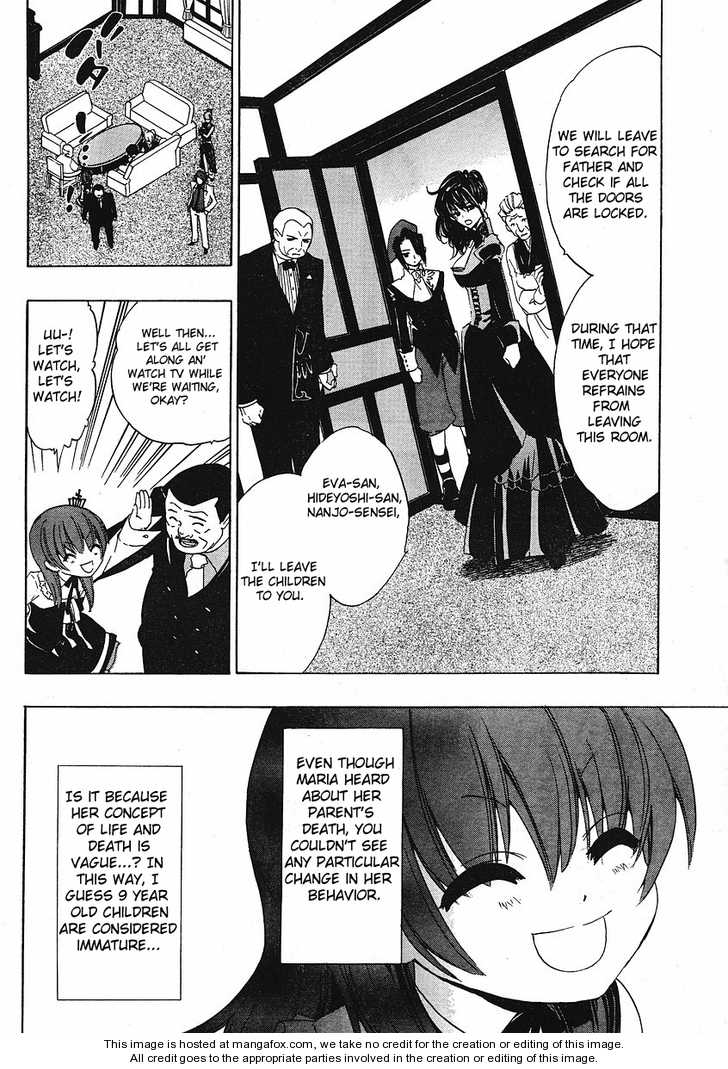 WE WILL LEAVE
TO SEARCH FOR
FATHER AND
CHECK IF ALL
THE DOORS
ARE LOCKED.
DURING THAT
TIME, I HOPE
THAT
EVERYONE
REFRAINS
FROM
LEAVING
THIS ROOM.
EVA-SAN,
HIDEYOSHI-SAN,
NANJO-SENSEI,
I'LL LEAVE
THE CHILDREN
TO YOU.
WELL THEN...
LET'S ALL GET
ALONG AN'
WATCH TV WHILE
WE'RE WAITING,
OKAY?
UU-!
LET'S
WATCH,
LET'S
WATCH!
EVEN THOUGH
MARIA HEARD
ABOUT HER
PARENT'S
DEATH, YOU
COULDN'T SEE
ANY PARTICULAR
CHANGE IN HER
BEHAVIOR.
IS IT BECAUSE
HER CONCEPT
OF LIFE AND
DEATH IS
VAGUE...? IN
THIS WAY, I
GUESS 9 YEAR
OLD CHILDREN
ARE CONSIDERED
IMMATURE...
This image is hosted at mangafox.com, we take no credit for the creation or editing of this image.
All credit goes to the appropriate parties involved in the creation or editing of this image.